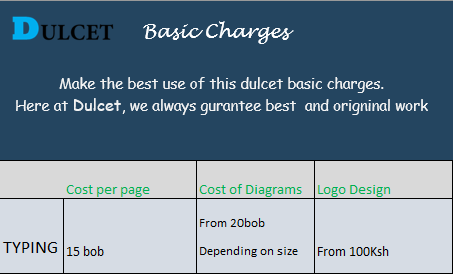 DULCET Basic Charges
Make the best use of this dulcet basic charges.
Here at Dulcet, we always gurantee best and origninal work
Cost per page Cost of Diagrams Logo Design
From 20bob
TYPING 15 bob Depending on size From 100Ksh